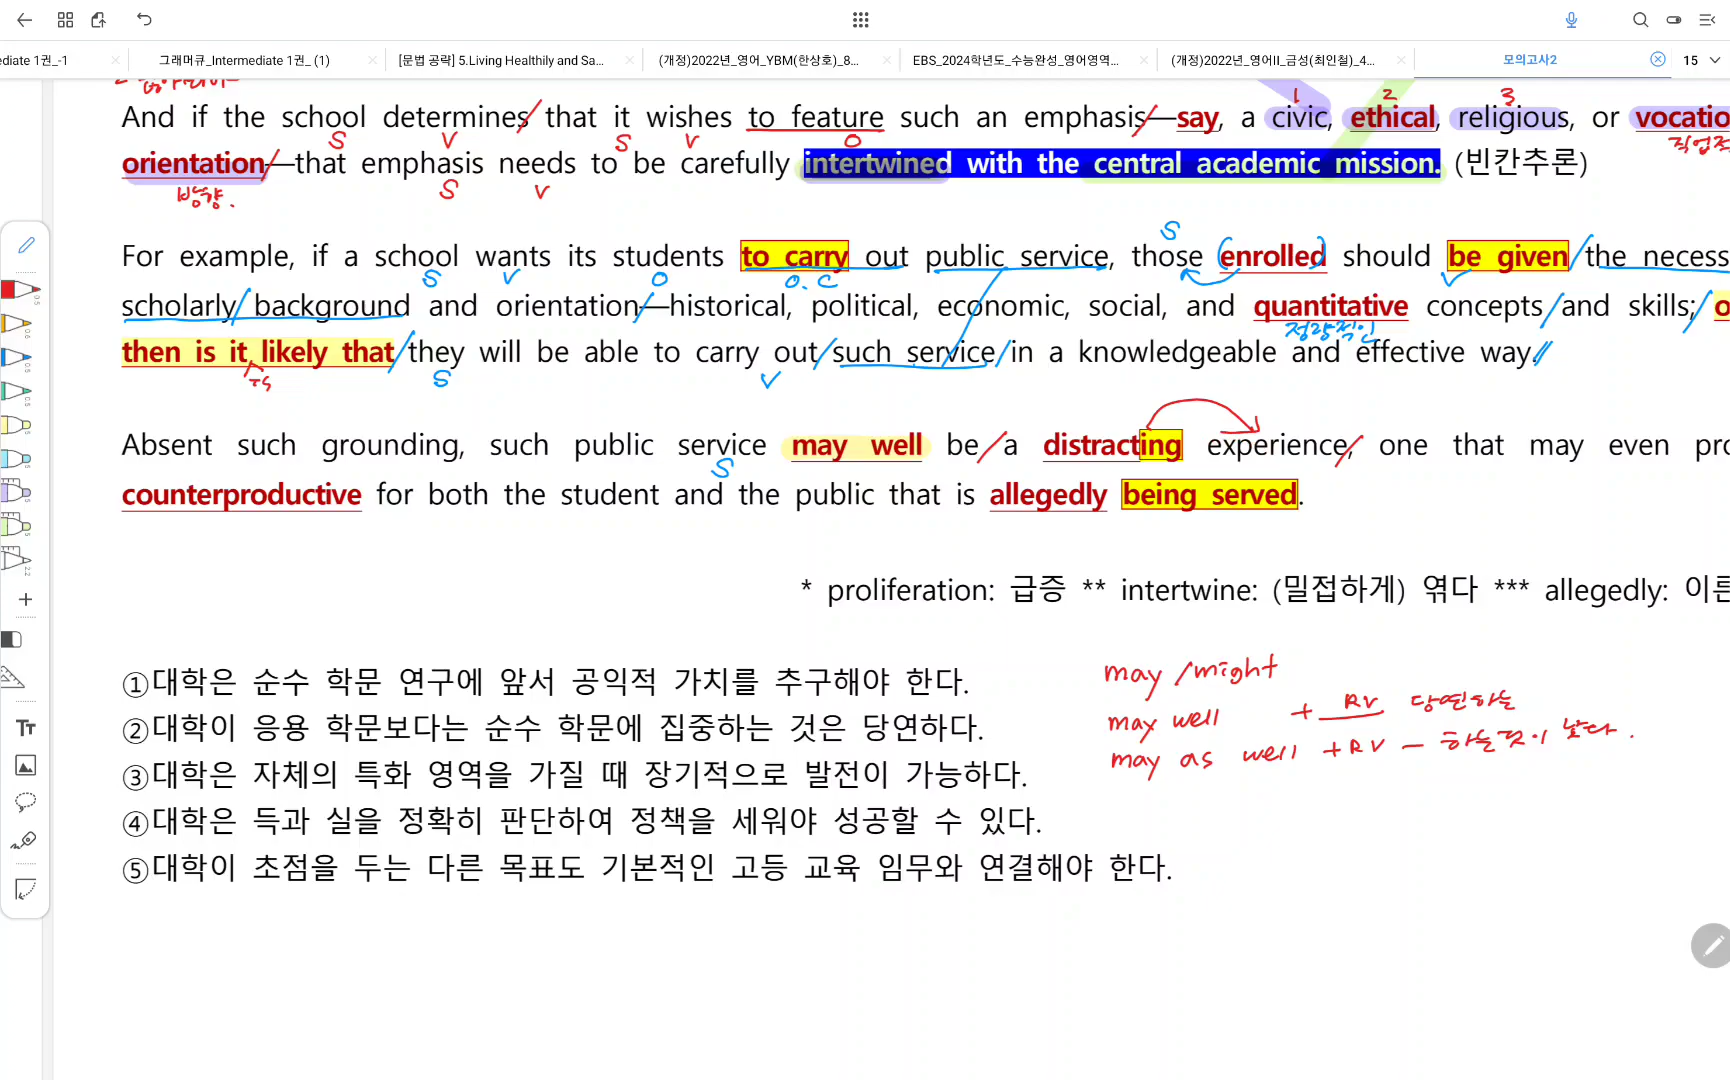 ediate 1권_-1
그래머큐_Intermediate 1권_ (1)
[문법 공략] 5.Living Healthily and Sa...
(개정)2022년_영어_YBM(한상호)_8...
EBS_2024학년도_수능완성_영어영역...
(개정)2022년_영어II_금성(최인철)_4...
모의고사2
15
1 2 3
And if the school determines that it wishes to feature such an emphasis—say, a civic, ethical, religious, or vocatio
S V S V O
orientation—that emphasis needs to be carefully intertwined with the central academic mission. (빈칸추론)
방향. S V
S
For example, if a school wants its students to carry out public service, those (enrolled) should be given the necess
S V O O.C
scholarly background and orientation—historical, political, economic, social, and quantitative concepts and skills; o
정량적인
then is it likely that they will be able to carry out such service in a knowledgeable and effective way.
S V
Absent such grounding, such public service may well be a distracting experience, one that may even pro
S
counterproductive for both the student and the public that is allegedly being served.
* proliferation: 급증 ** intertwine: (밀접하게) 엮다 *** allegedly: 이른
①대학은 순수 학문 연구에 앞서 공익적 가치를 추구해야 한다.
②대학이 응용 학문보다는 순수 학문에 집중하는 것은 당연하다.
③대학은 자체의 특화 영역을 가질 때 장기적으로 발전이 가능하다.
④대학은 득과 실을 정확히 판단하여 정책을 세워야 성공할 수 있다.
⑤대학이 초점을 두는 다른 목표도 기본적인 고등 교육 임무와 연결해야 한다.
may / might
may well + RV 당연하는
may as well + RV – 하는것이 낫다.